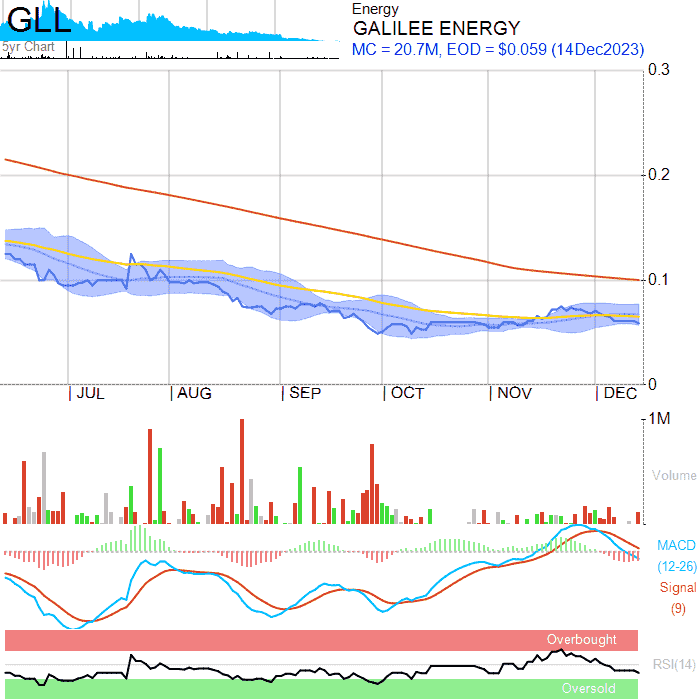 GLL
5yr Chart
Energy
GALILEE ENERGY
MC = 20.7M, EOD = $0.059 (14Dec2023)
0.3
0.2
0.1
0
JUL AUG SEP OCT NOV DEC
1M
Volume
MACD
(12-26)
Signal
(9)
Overbought
RSI(14)
Oversold